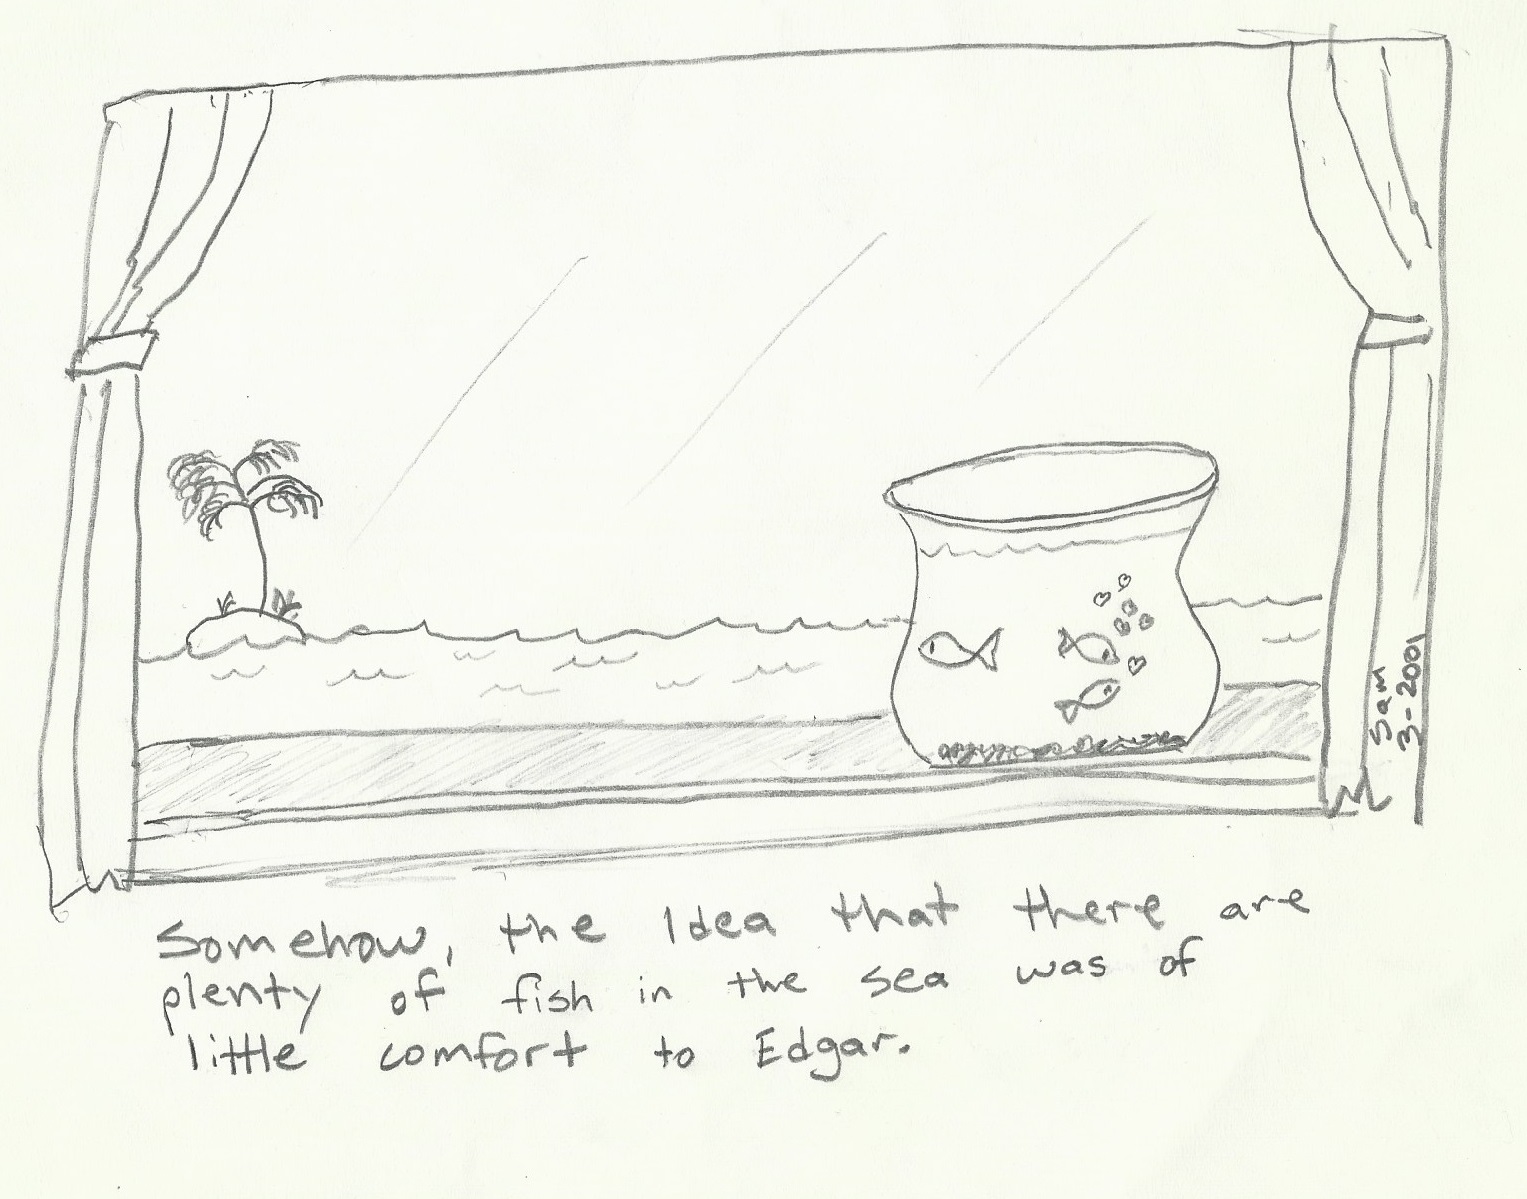 Sam
3-2001
Somehow, the Idea that there are
plenty of fish in the sea was of
little comfort to Edgar.